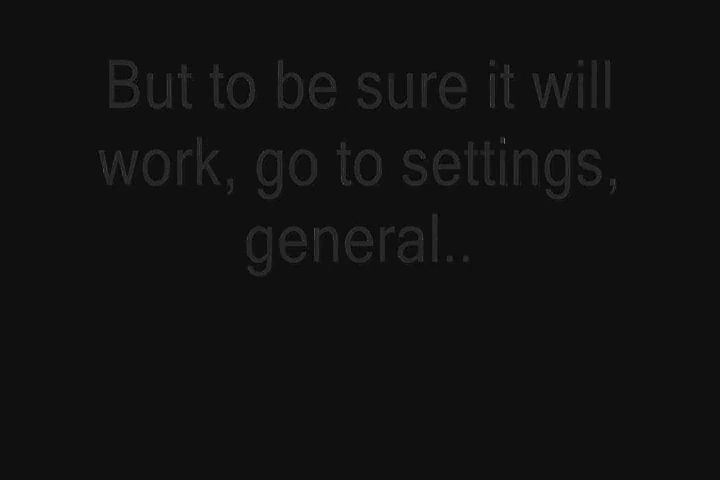 But to be sure it will
work, go to settings,
general..